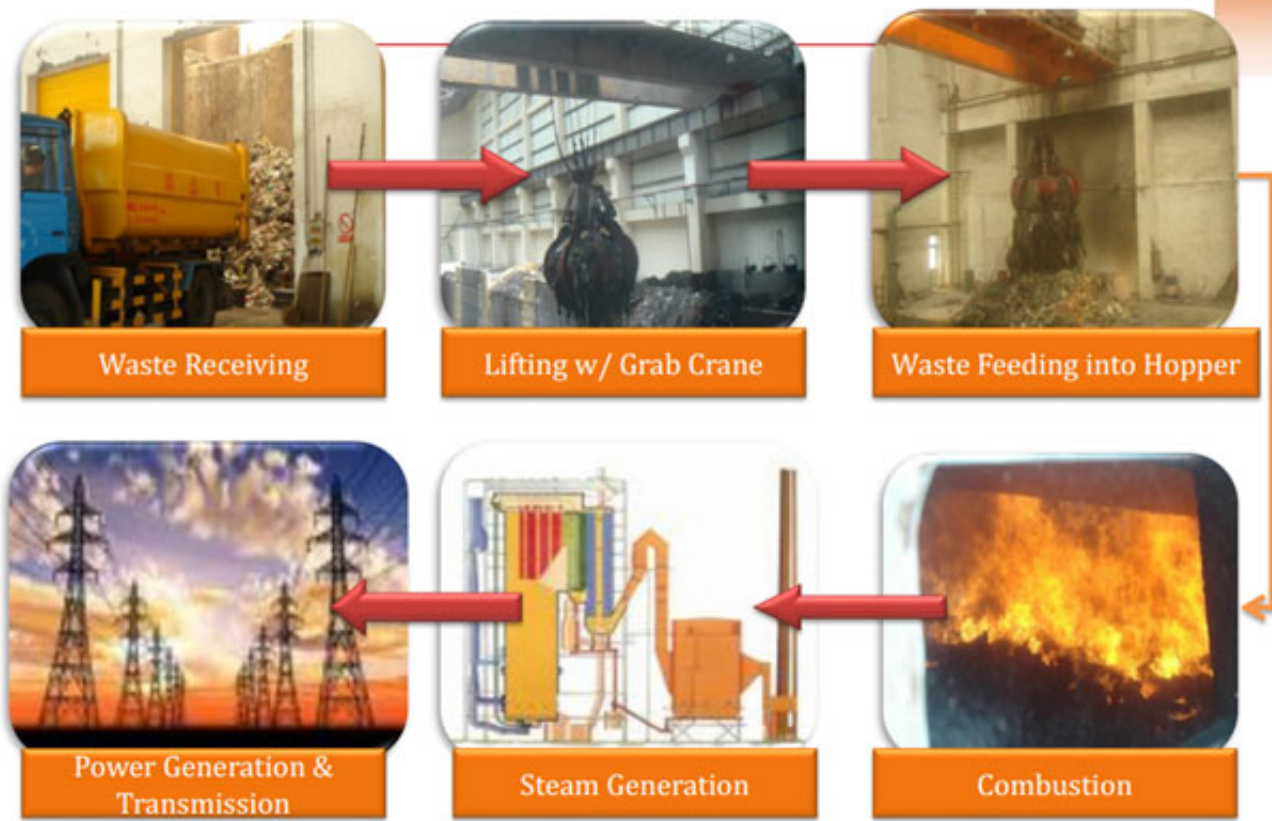 Waste Receiving
Lifting w/ Grab Crane
Waste Feeding into Hopper
Power Generation &
Transmission
Steam Generation
Combustion